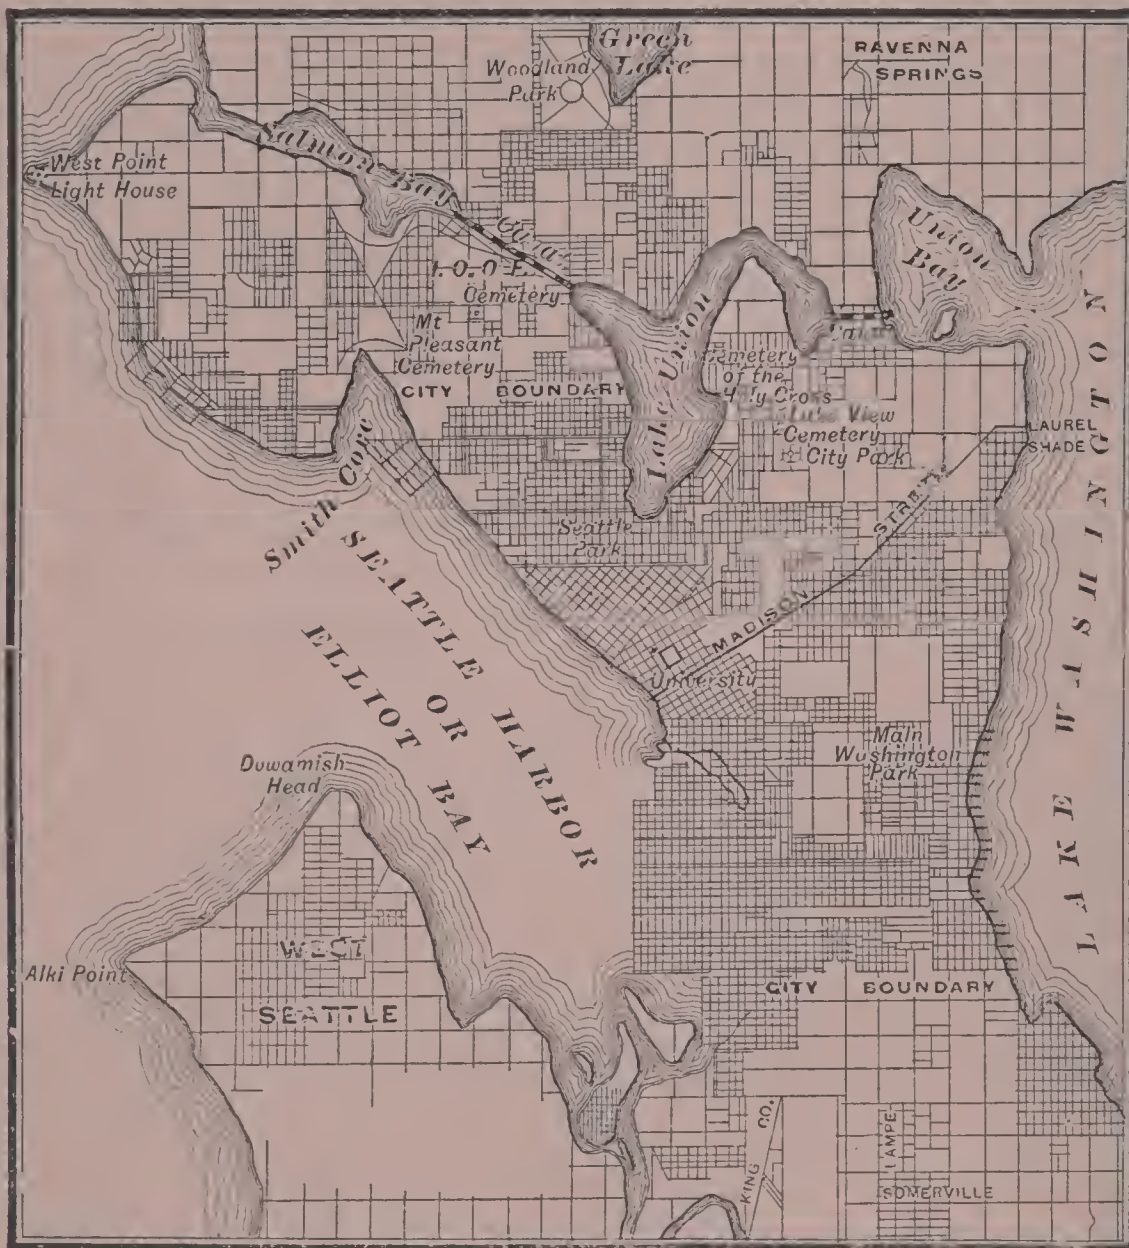 Green
Lake
RAVENNA
SPRINGS
Woodland
Park
West Point
Light House
Salmon Bay
Canal
Union
Bay
I.O.O.F.
Cemetery
Mt
Pleasant
Cemetery
CITY BOUNDARY
Lake Union
Canal
Cemetery
of the
Holy Cross
Lake View
Cemetery
City Park
LAUREL
SHADE
Smith Cove
Seattle
Park
MADISON STREET
University
SEATTLE HARBOR
OR
ELLIOT BAY
LAKE WASHINGTON
Duwamish
Head
Main
Washington
Park
WEST
SEATTLE
Alki Point
CITY BOUNDARY
KING CO.
LAMPE
SOMERVILLE